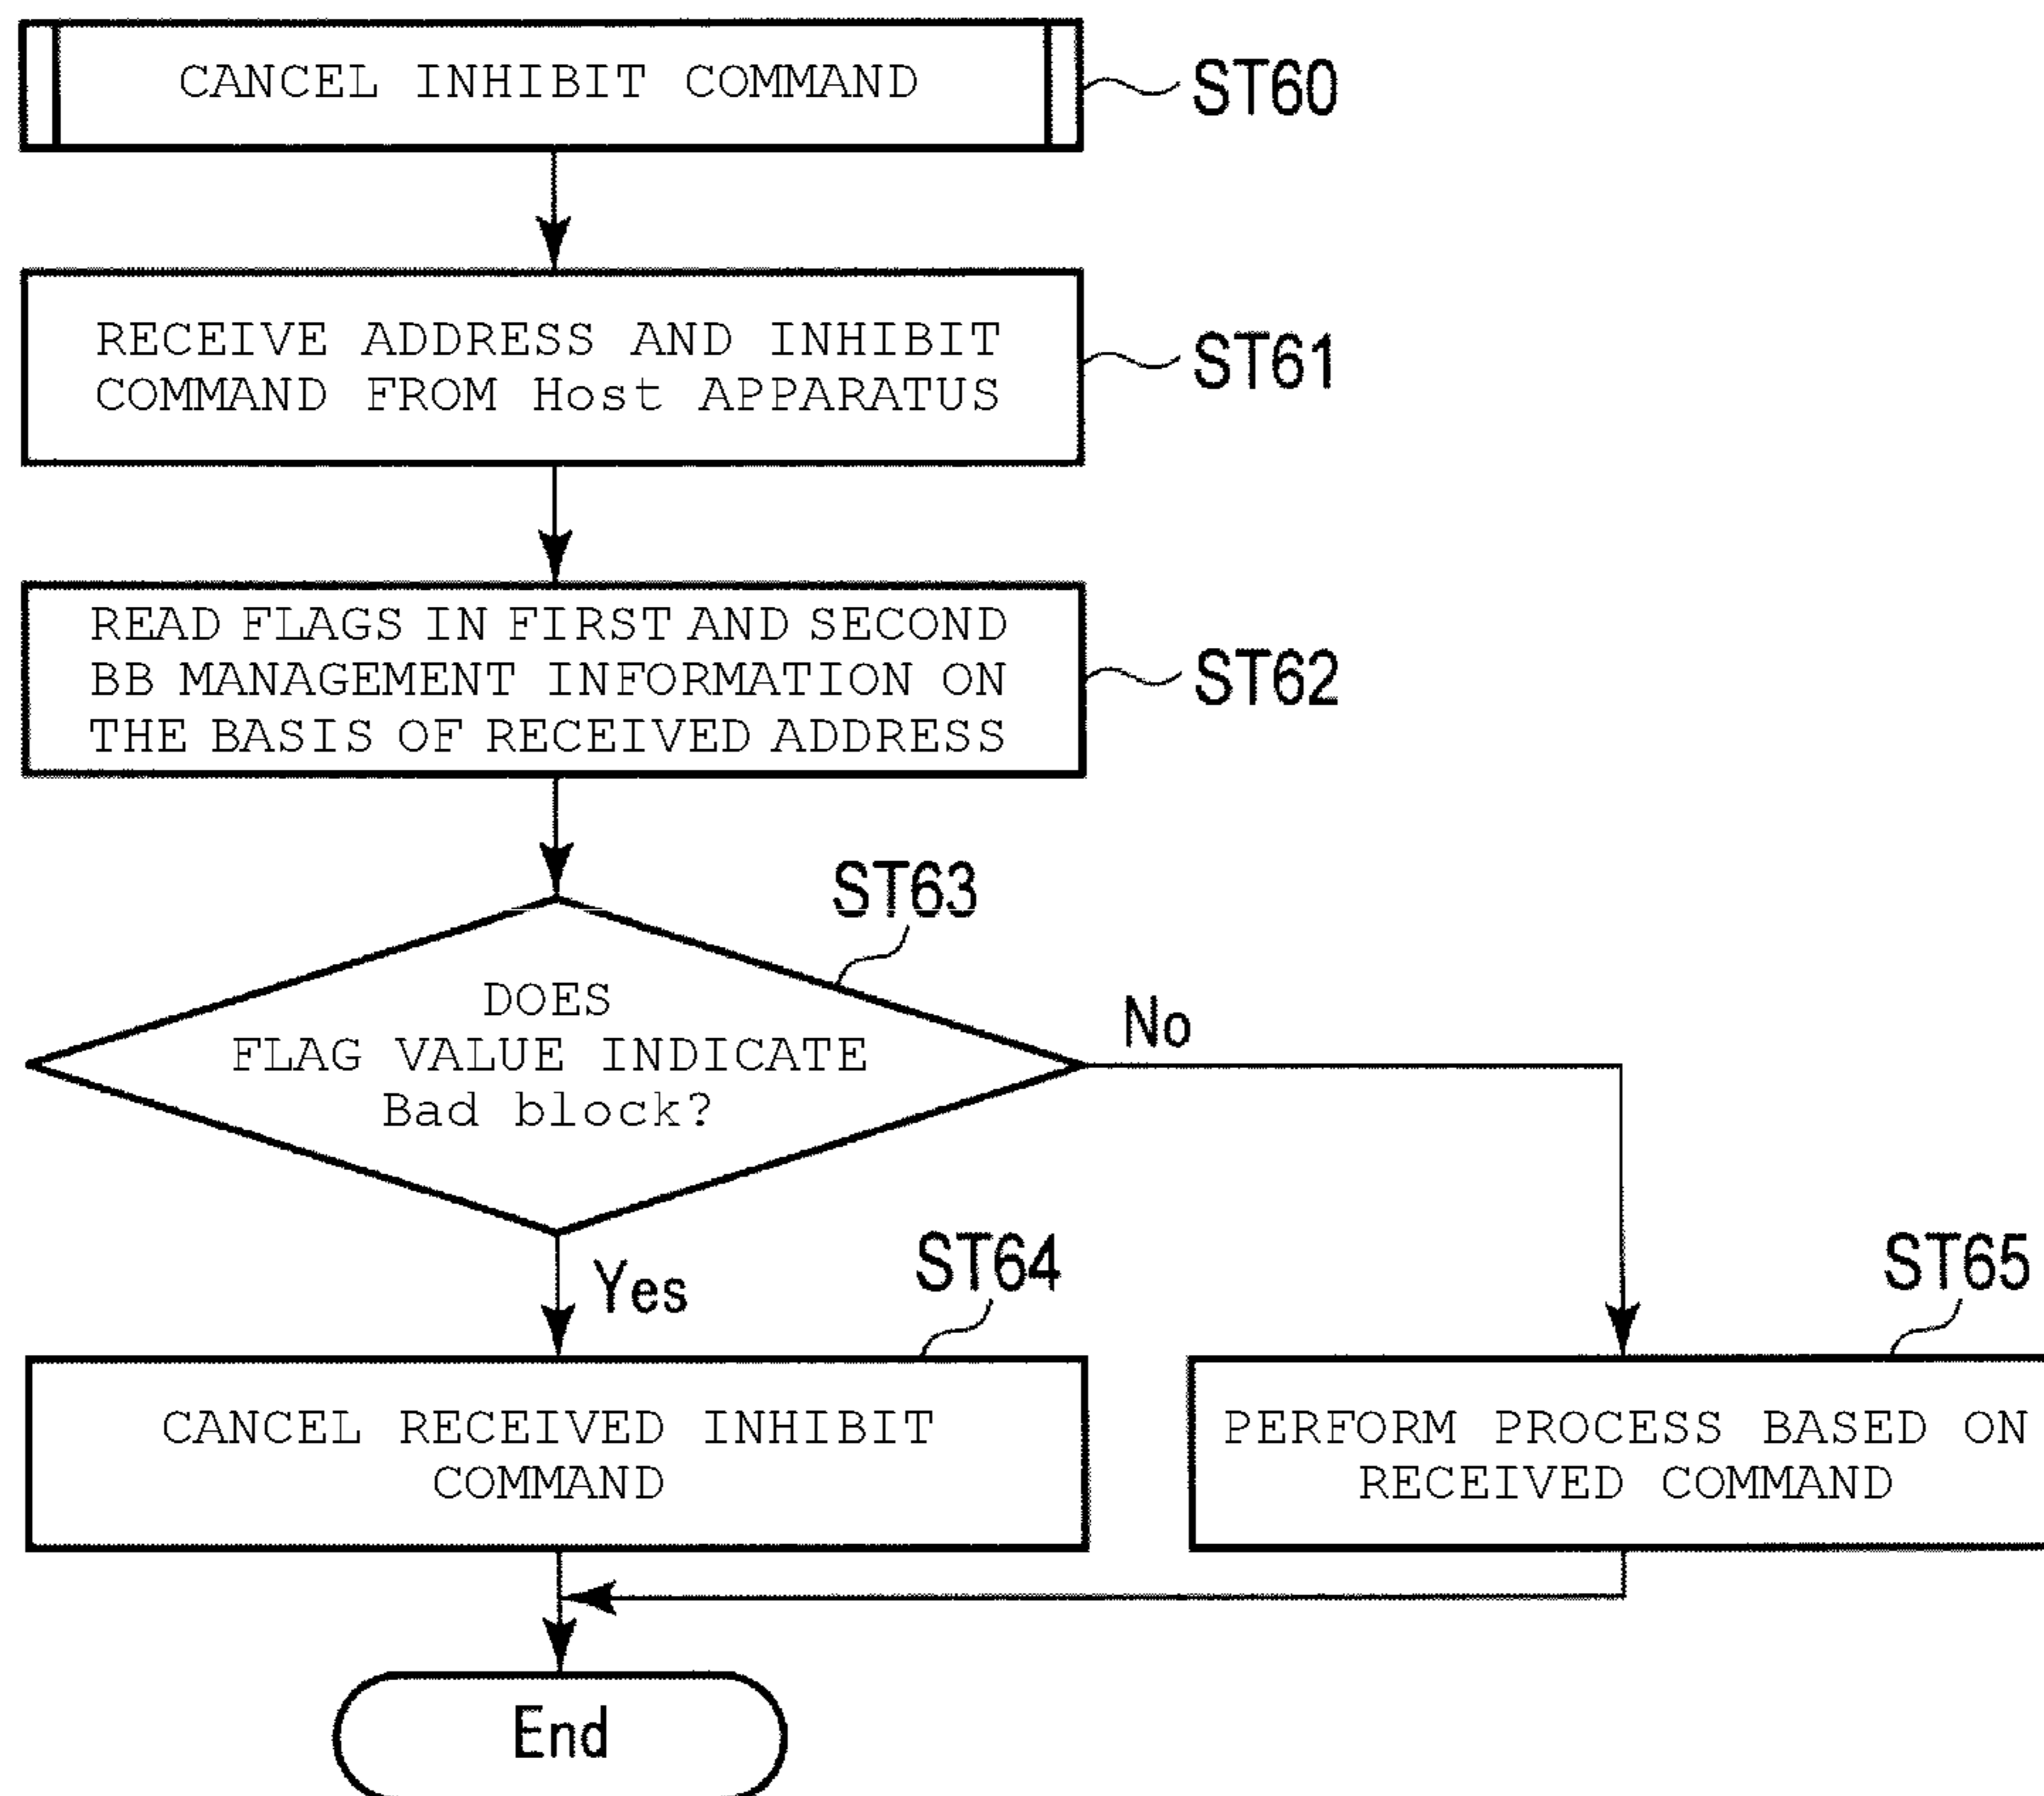 CANCEL INHIBIT COMMAND
ST60
RECEIVE ADDRESS AND INHIBIT
COMMAND FROM Host APPARATUS
ST61
READ FLAGS IN FIRST AND SECOND
BB MANAGEMENT INFORMATION ON
THE BASIS OF RECEIVED ADDRESS
ST62
ST63
DOES
FLAG VALUE INDICATE
Bad block?
No
Yes
ST64
ST65
CANCEL RECEIVED INHIBIT
COMMAND
PERFORM PROCESS BASED ON
RECEIVED COMMAND
End